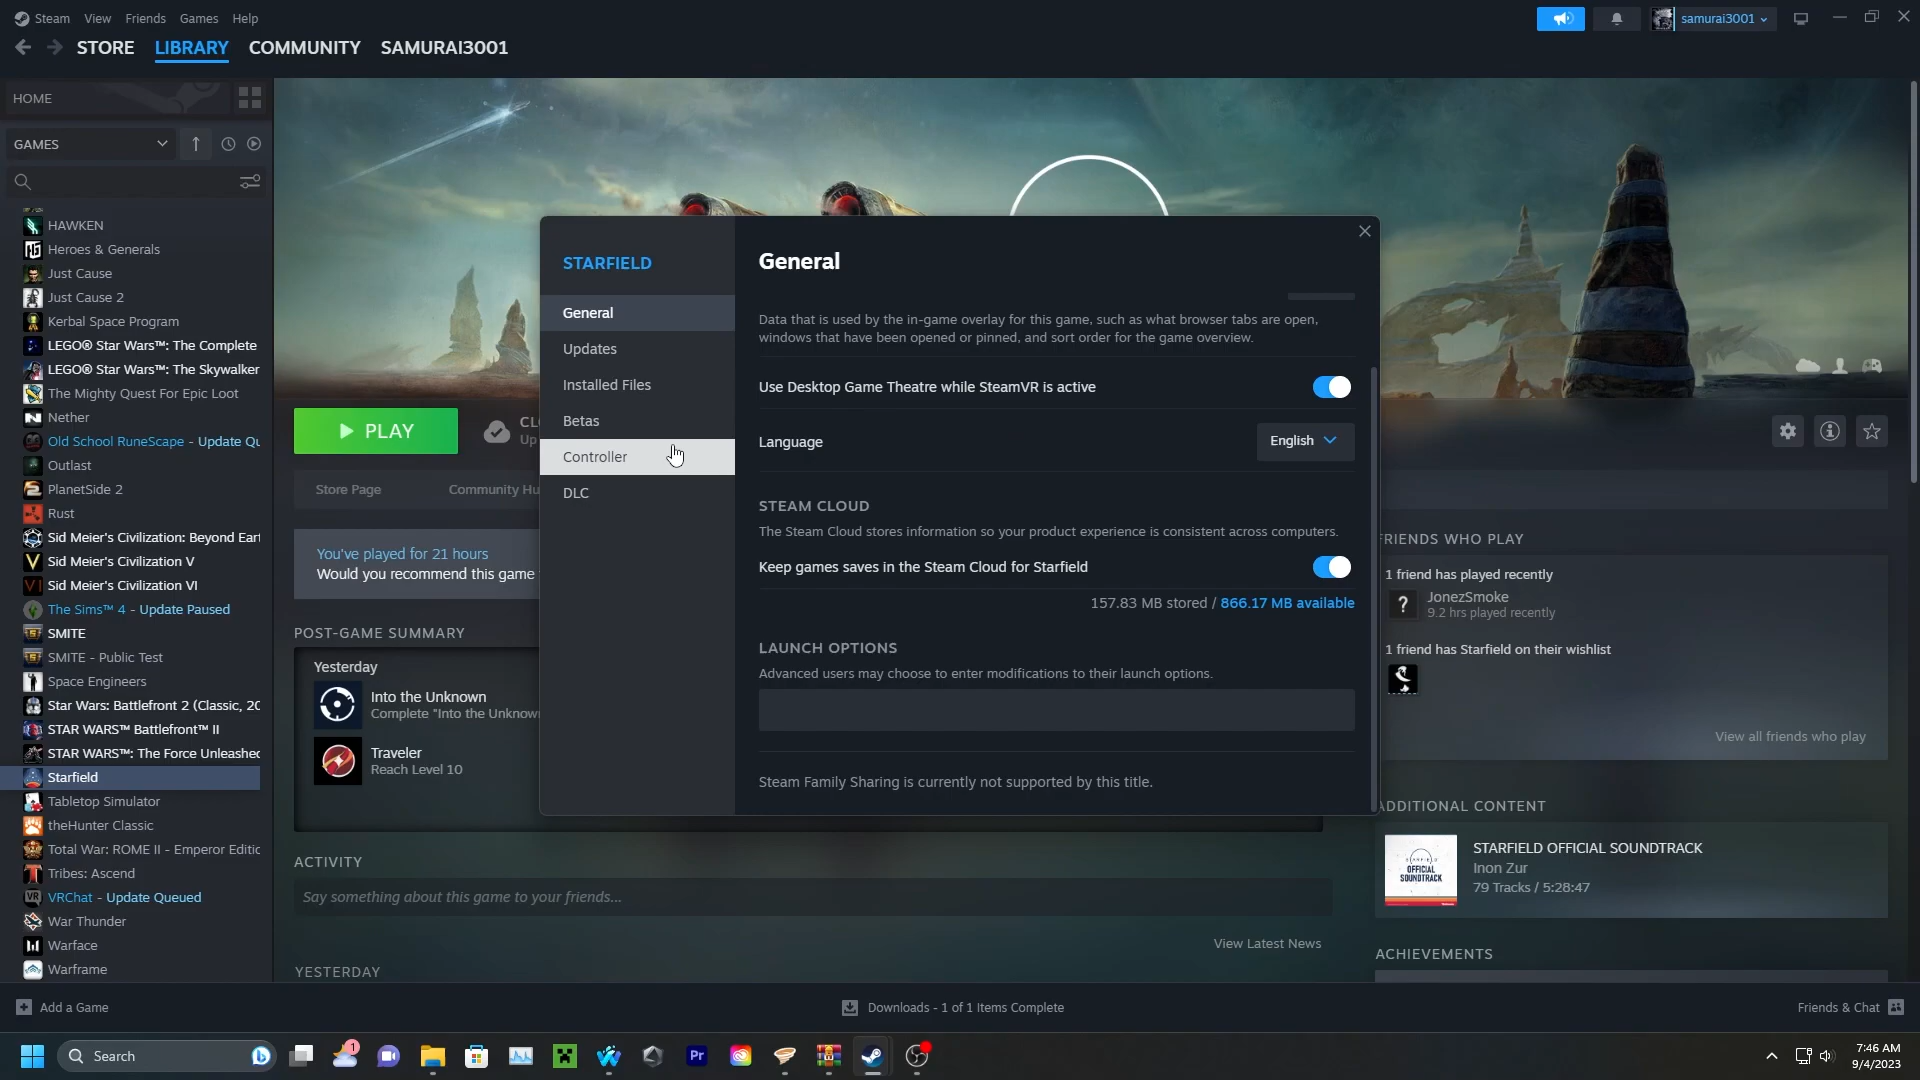 Steam View Friends Games Help
samurai3001
STORE LIBRARY COMMUNITY SAMURAI3001
HOME
GAMES
HAWKEN
Heroes & Generals
Just Cause
Just Cause 2
Kerbal Space Program
LEGO® Star Wars™: The Complete
LEGO® Star Wars™: The Skywalker
The Mighty Quest For Epic Loot
Nether
Old School RuneScape - Update Qu
Outlast
PlanetSide 2
Rust
Sid Meier's Civilization: Beyond Eart
Sid Meier's Civilization V
Sid Meier's Civilization VI
The Sims™ 4 - Update Paused
SMITE
SMITE - Public Test
Space Engineers
Star Wars: Battlefront 2 (Classic, 20
STAR WARS™ Battlefront™ II
STAR WARS™: The Force Unleashed
Starfield
Tabletop Simulator
theHunter Classic
Total War: ROME II - Emperor Editic
Tribes: Ascend
VRChat - Update Queued
War Thunder
Warface
Warframe
PLAY
CL
Up
Store Page
Community Hu
You've played for 21 hours
Would you recommend this game
POST-GAME SUMMARY
Yesterday
Into the Unknown
Complete "Into the Unknown
Traveler
Reach Level 10
ACTIVITY
Say something about this game to your friends...
View Latest News
YESTERDAY
STARFIELD
General
Updates
Installed Files
Betas
Controller
DLC
General
Data that is used by the in-game overlay for this game, such as what browser tabs are open,
windows that have been opened or pinned, and sort order for the game overview.
Use Desktop Game Theatre while SteamVR is active
Language
English
STEAM CLOUD
The Steam Cloud stores information so your product experience is consistent across computers.
Keep games saves in the Steam Cloud for Starfield
157.83 MB stored / 866.17 MB available
LAUNCH OPTIONS
Advanced users may choose to enter modifications to their launch options.
Steam Family Sharing is currently not supported by this title.
FRIENDS WHO PLAY
1 friend has played recently
?
JonezSmoke
9.2 hrs played recently
1 friend has Starfield on their wishlist
View all friends who play
ADDITIONAL CONTENT
STARFIELD
OFFICIAL
SOUNDTRACK
STARFIELD OFFICIAL SOUNDTRACK
Inon Zur
79 Tracks / 5:28:47
ACHIEVEMENTS
Add a Game
Downloads - 1 of 1 Items Complete
Friends & Chat
Search
1
Pr
7:46 AM
9/4/2023